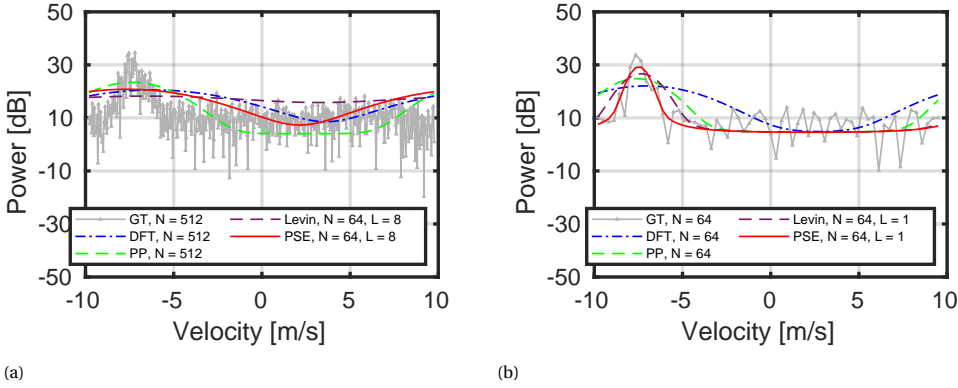 50
30
10
-10
-30
-50
Power [dB]
GT, N = 512
DFT, N = 512
PP, N = 512
Levin, N = 64, L = 8
PSE, N = 64, L = 8
-10 -5 0 5 10
Velocity [m/s]
(a)
50
30
10
-10
-30
-50
Power [dB]
GT, N = 64
DFT, N = 64
PP, N = 64
Levin, N = 64, L = 1
PSE, N = 64, L = 1
-10 -5 0 5 10
Velocity [m/s]
(b)